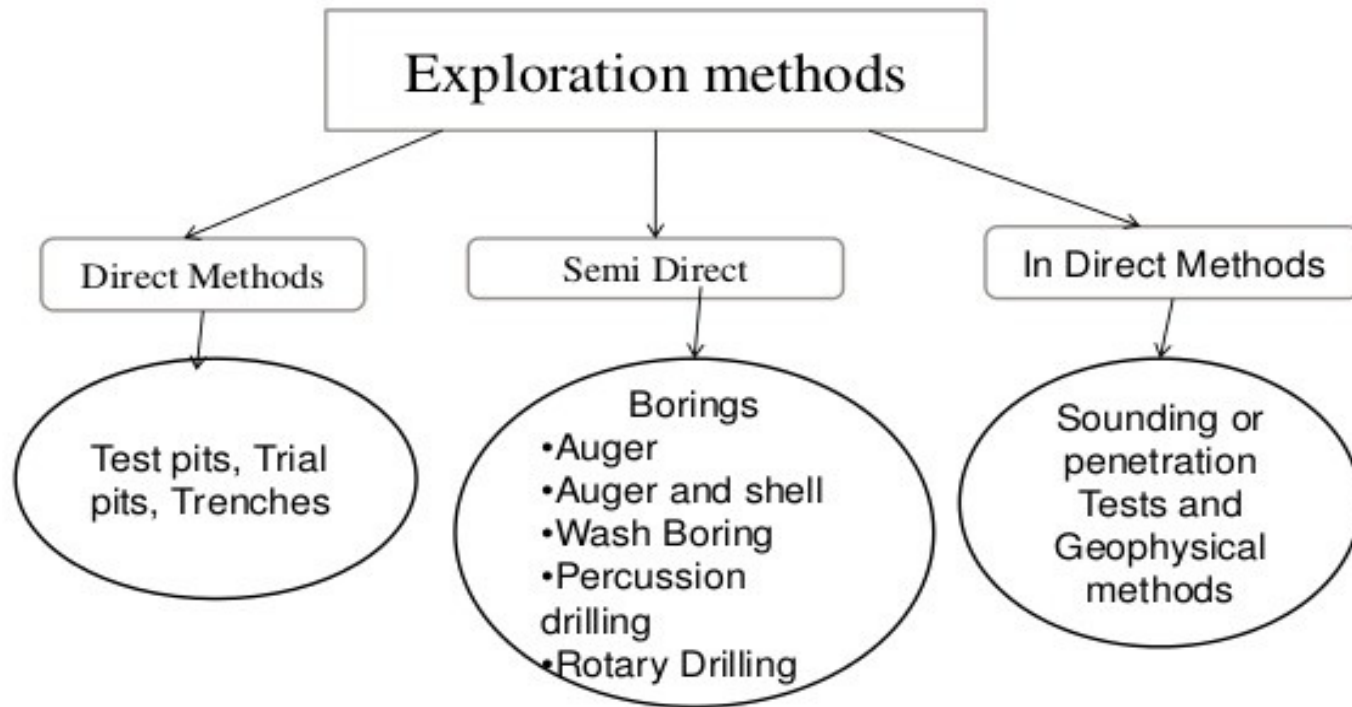 Exploration methods
Direct Methods
Semi Direct
In Direct Methods
Test pits, Trial
pits, Trenches
Borings
•Auger
•Auger and shell
•Wash Boring
•Percussion
drilling
•Rotary Drilling
Sounding or
penetration
Tests and
Geophysical
methods